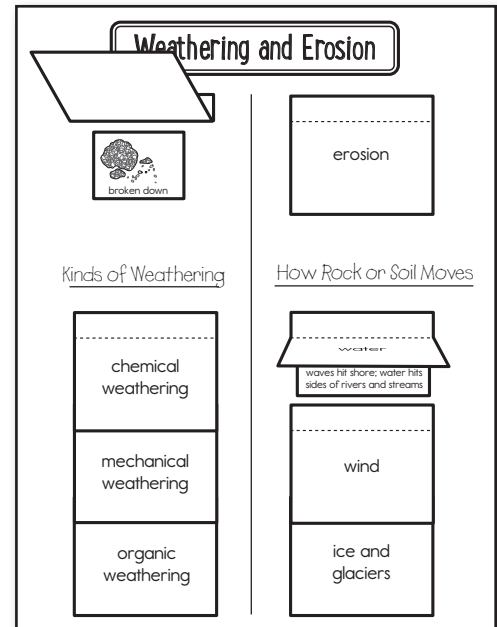 Weathering and Erosion
broken down
Kinds of Weathering
chemical
weathering
mechanical
weathering
organic
weathering
erosion
How Rock or Soil Moves
water
waves hit shore; water hits
sides of rivers and streams
wind
ice and
glaciers